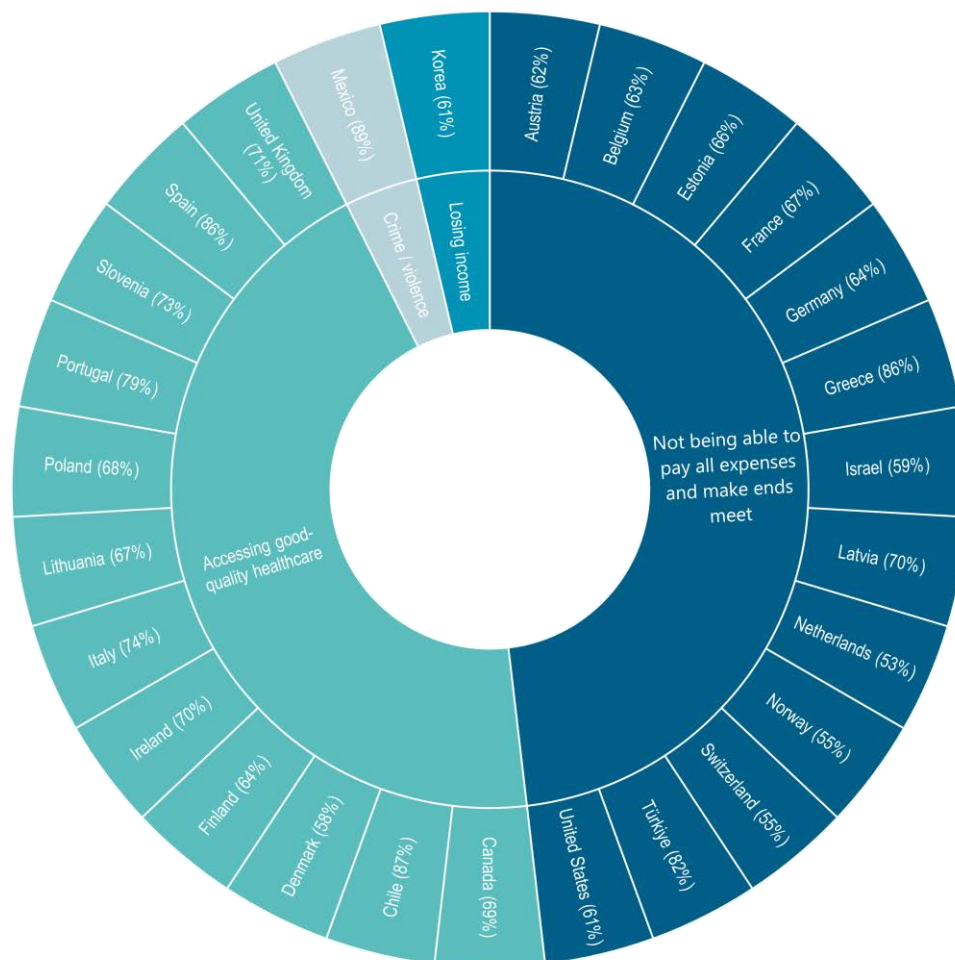 Austria (62%)
Belgium (63%)
Estonia (66%)
France (67%)
Germany (64%)
Greece (86%)
Israel (59%)
Latvia (70%)
Netherlands (53%)
Norway (55%)
Switzerland (55%)
Türkiye (82%)
United States (61%)
Canada (69%)
Chile (87%)
Denmark (58%)
Finland (64%)
Ireland (70%)
Italy (74%)
Lithuania (67%)
Poland (68%)
Portugal (79%)
Slovenia (73%)
Spain (86%)
United Kingdom
(71%)
Mexico (89%)
Korea (61%)
Not being able to
pay all expenses
and make ends
meet
Accessing good-
quality healthcare
Crime / violence
Losing income